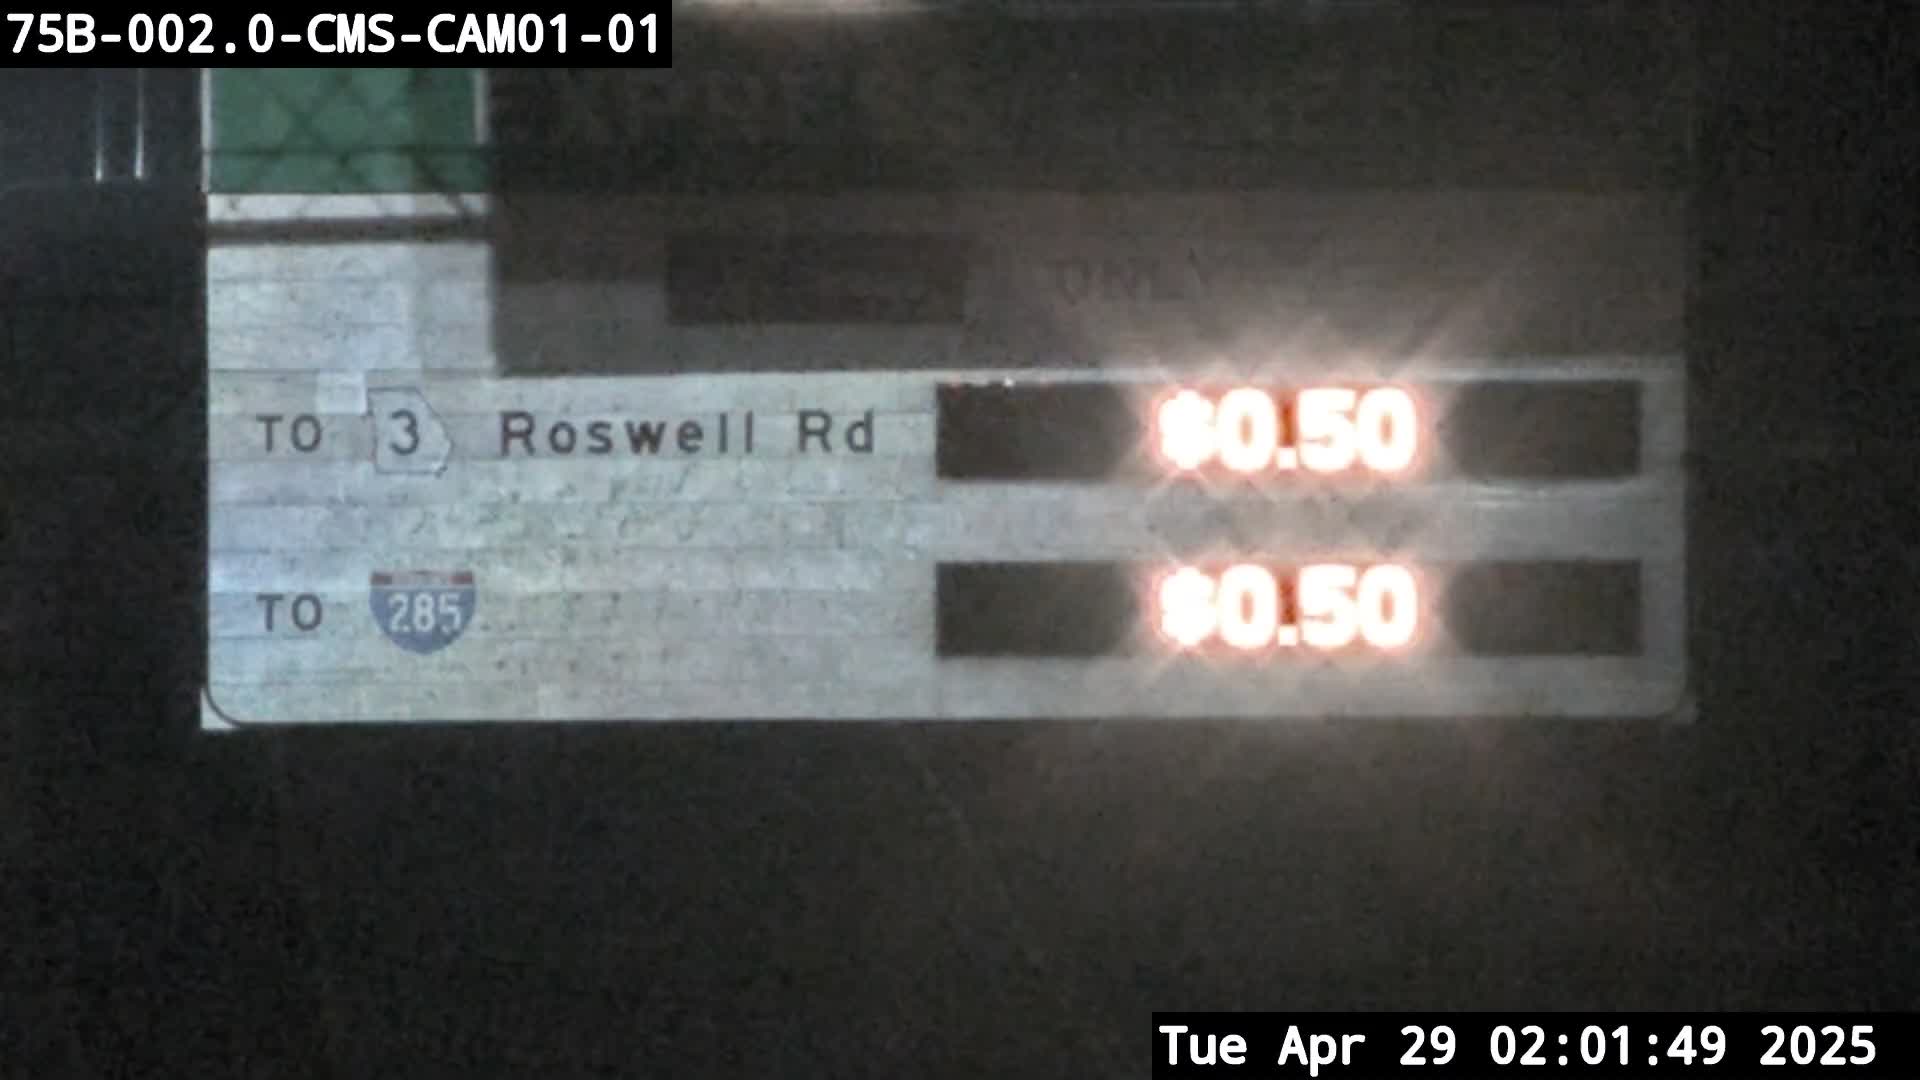 75B-002.0-CMS-CAM01-01
ONLY
TO 3 Roswell Rd $0.50
TO 285 $0.50
Tue Apr 29 02:01:49 2025